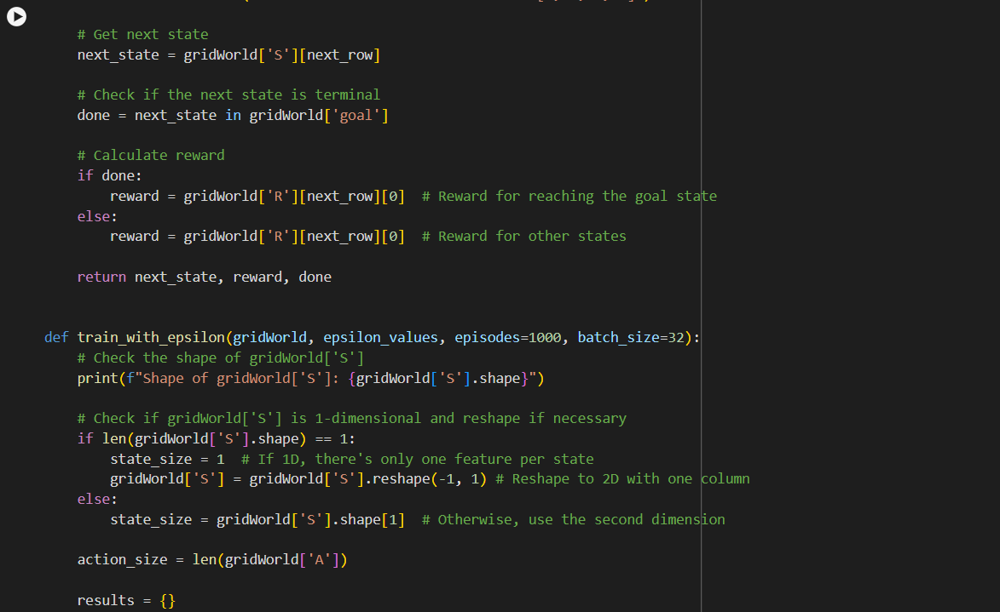 # Get next state
    next_state = gridWorld['S'][next_row]

    # Check if the next state is terminal
    done = next_state in gridWorld['goal']

    # Calculate reward
    if done:
        reward = gridWorld['R'][next_row][0]  # Reward for reaching the goal state
    else:
        reward = gridWorld['R'][next_row][0]  # Reward for other states

    return next_state, reward, done


def train_with_epsilon(gridWorld, epsilon_values, episodes=1000, batch_size=32):
    # Check the shape of gridWorld['S']
    print(f"Shape of gridWorld['S']: {gridWorld['S'].shape}")

    # Check if gridWorld['S'] is 1-dimensional and reshape if necessary
    if len(gridWorld['S'].shape) == 1:
        state_size = 1  # If 1D, there's only one feature per state
        gridWorld['S'] = gridWorld['S'].reshape(-1, 1) # Reshape to 2D with one column
    else:
        state_size = gridWorld['S'].shape[1]  # Otherwise, use the second dimension

    action_size = len(gridWorld['A'])

    results = {}